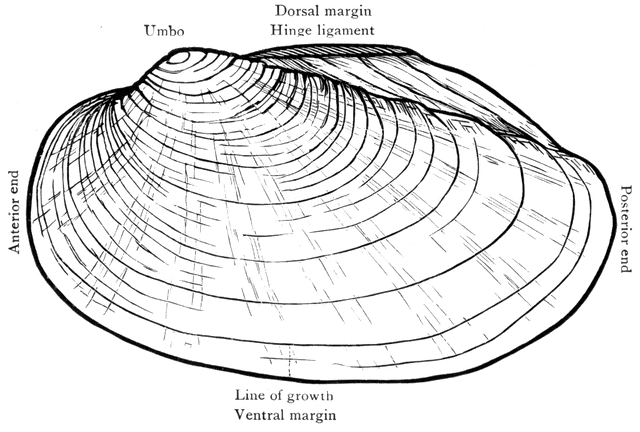 Dorsal margin
Umbo
Hinge ligament
Anterior end
Posterior end
Line of growth
Ventral margin